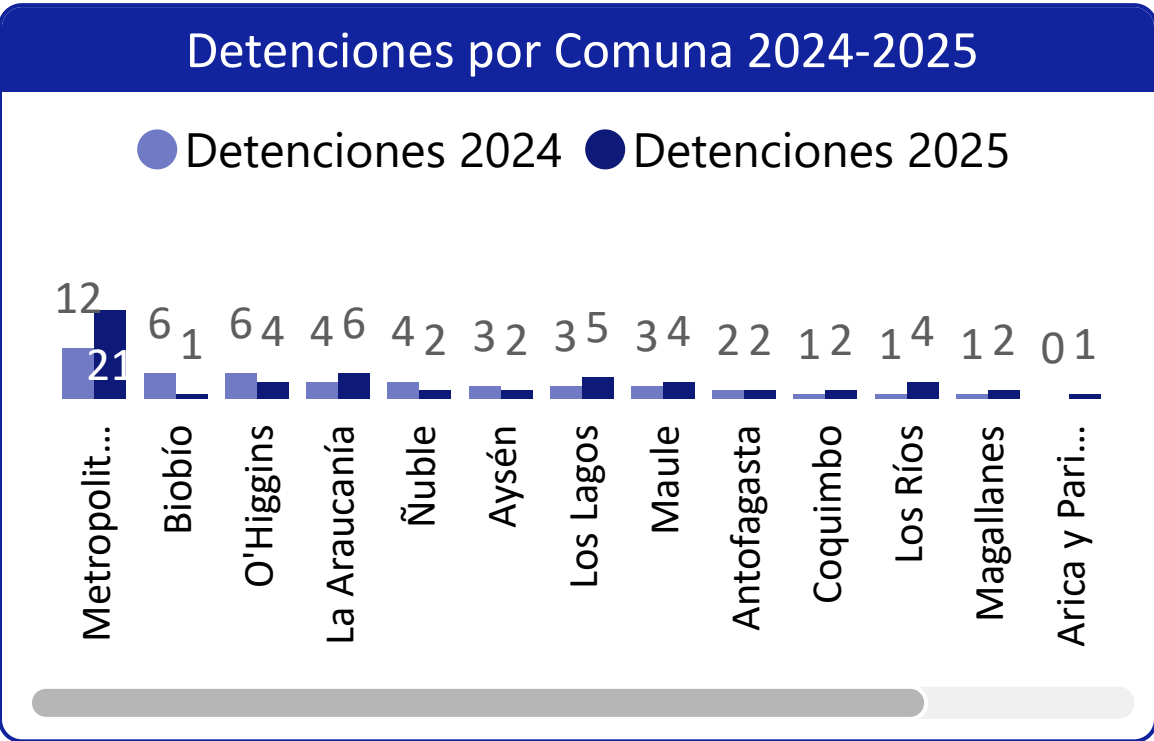 Detenciones por Comuna 2024-2025
Detenciones 2024 Detenciones 2025
12 21 6 1 6 4 4 6 4 2 3 2 3 5 3 4 2 2 1 2 1 4 1 2 0 1
Metropolit...
Biobío
O'Higgins
La Araucanía
Ñuble
Aysén
Los Lagos
Maule
Antofagasta
Coquimbo
Los Ríos
Magallanes
Arica y Pari...